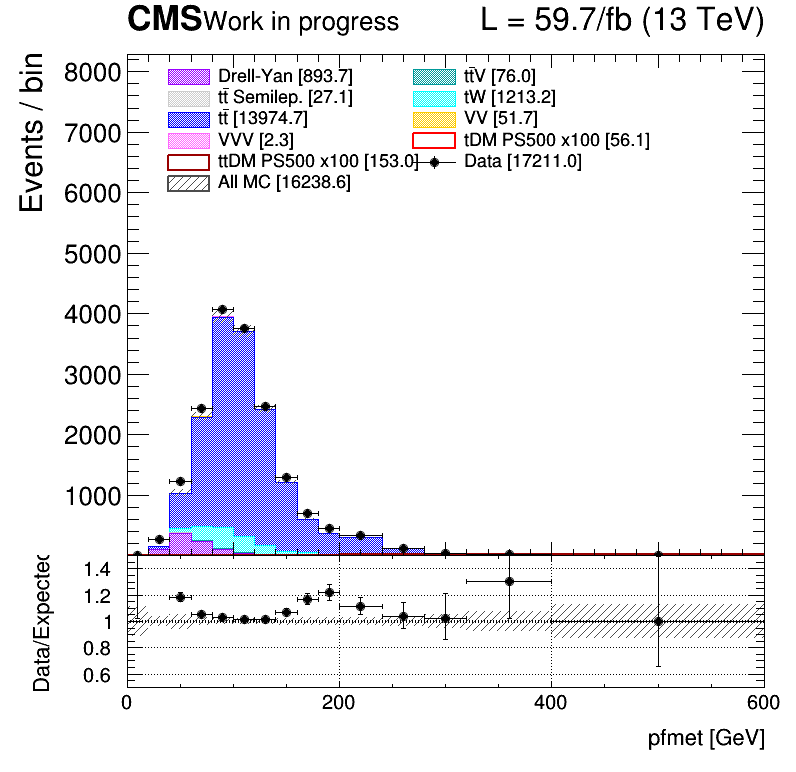 CMS Work in progress L = 59.7/fb (13 TeV)
Events / bin
8000
7000
6000
5000
4000
3000
2000
1000
Drell-Yan [893.7]
tt̄V [76.0]
tt̄ Semilep. [27.1]
tW [1213.2]
tt̄ [13974.7]
VV [51.7]
VVV [2.3]
tDM PS500 x100 [56.1]
ttDM PS500 x100 [153.0]
Data [17211.0]
All MC [16238.6]
Data/Expected
1.4
1.2
1
0.8
0.6
0 200 400 600
pfmet [GeV]